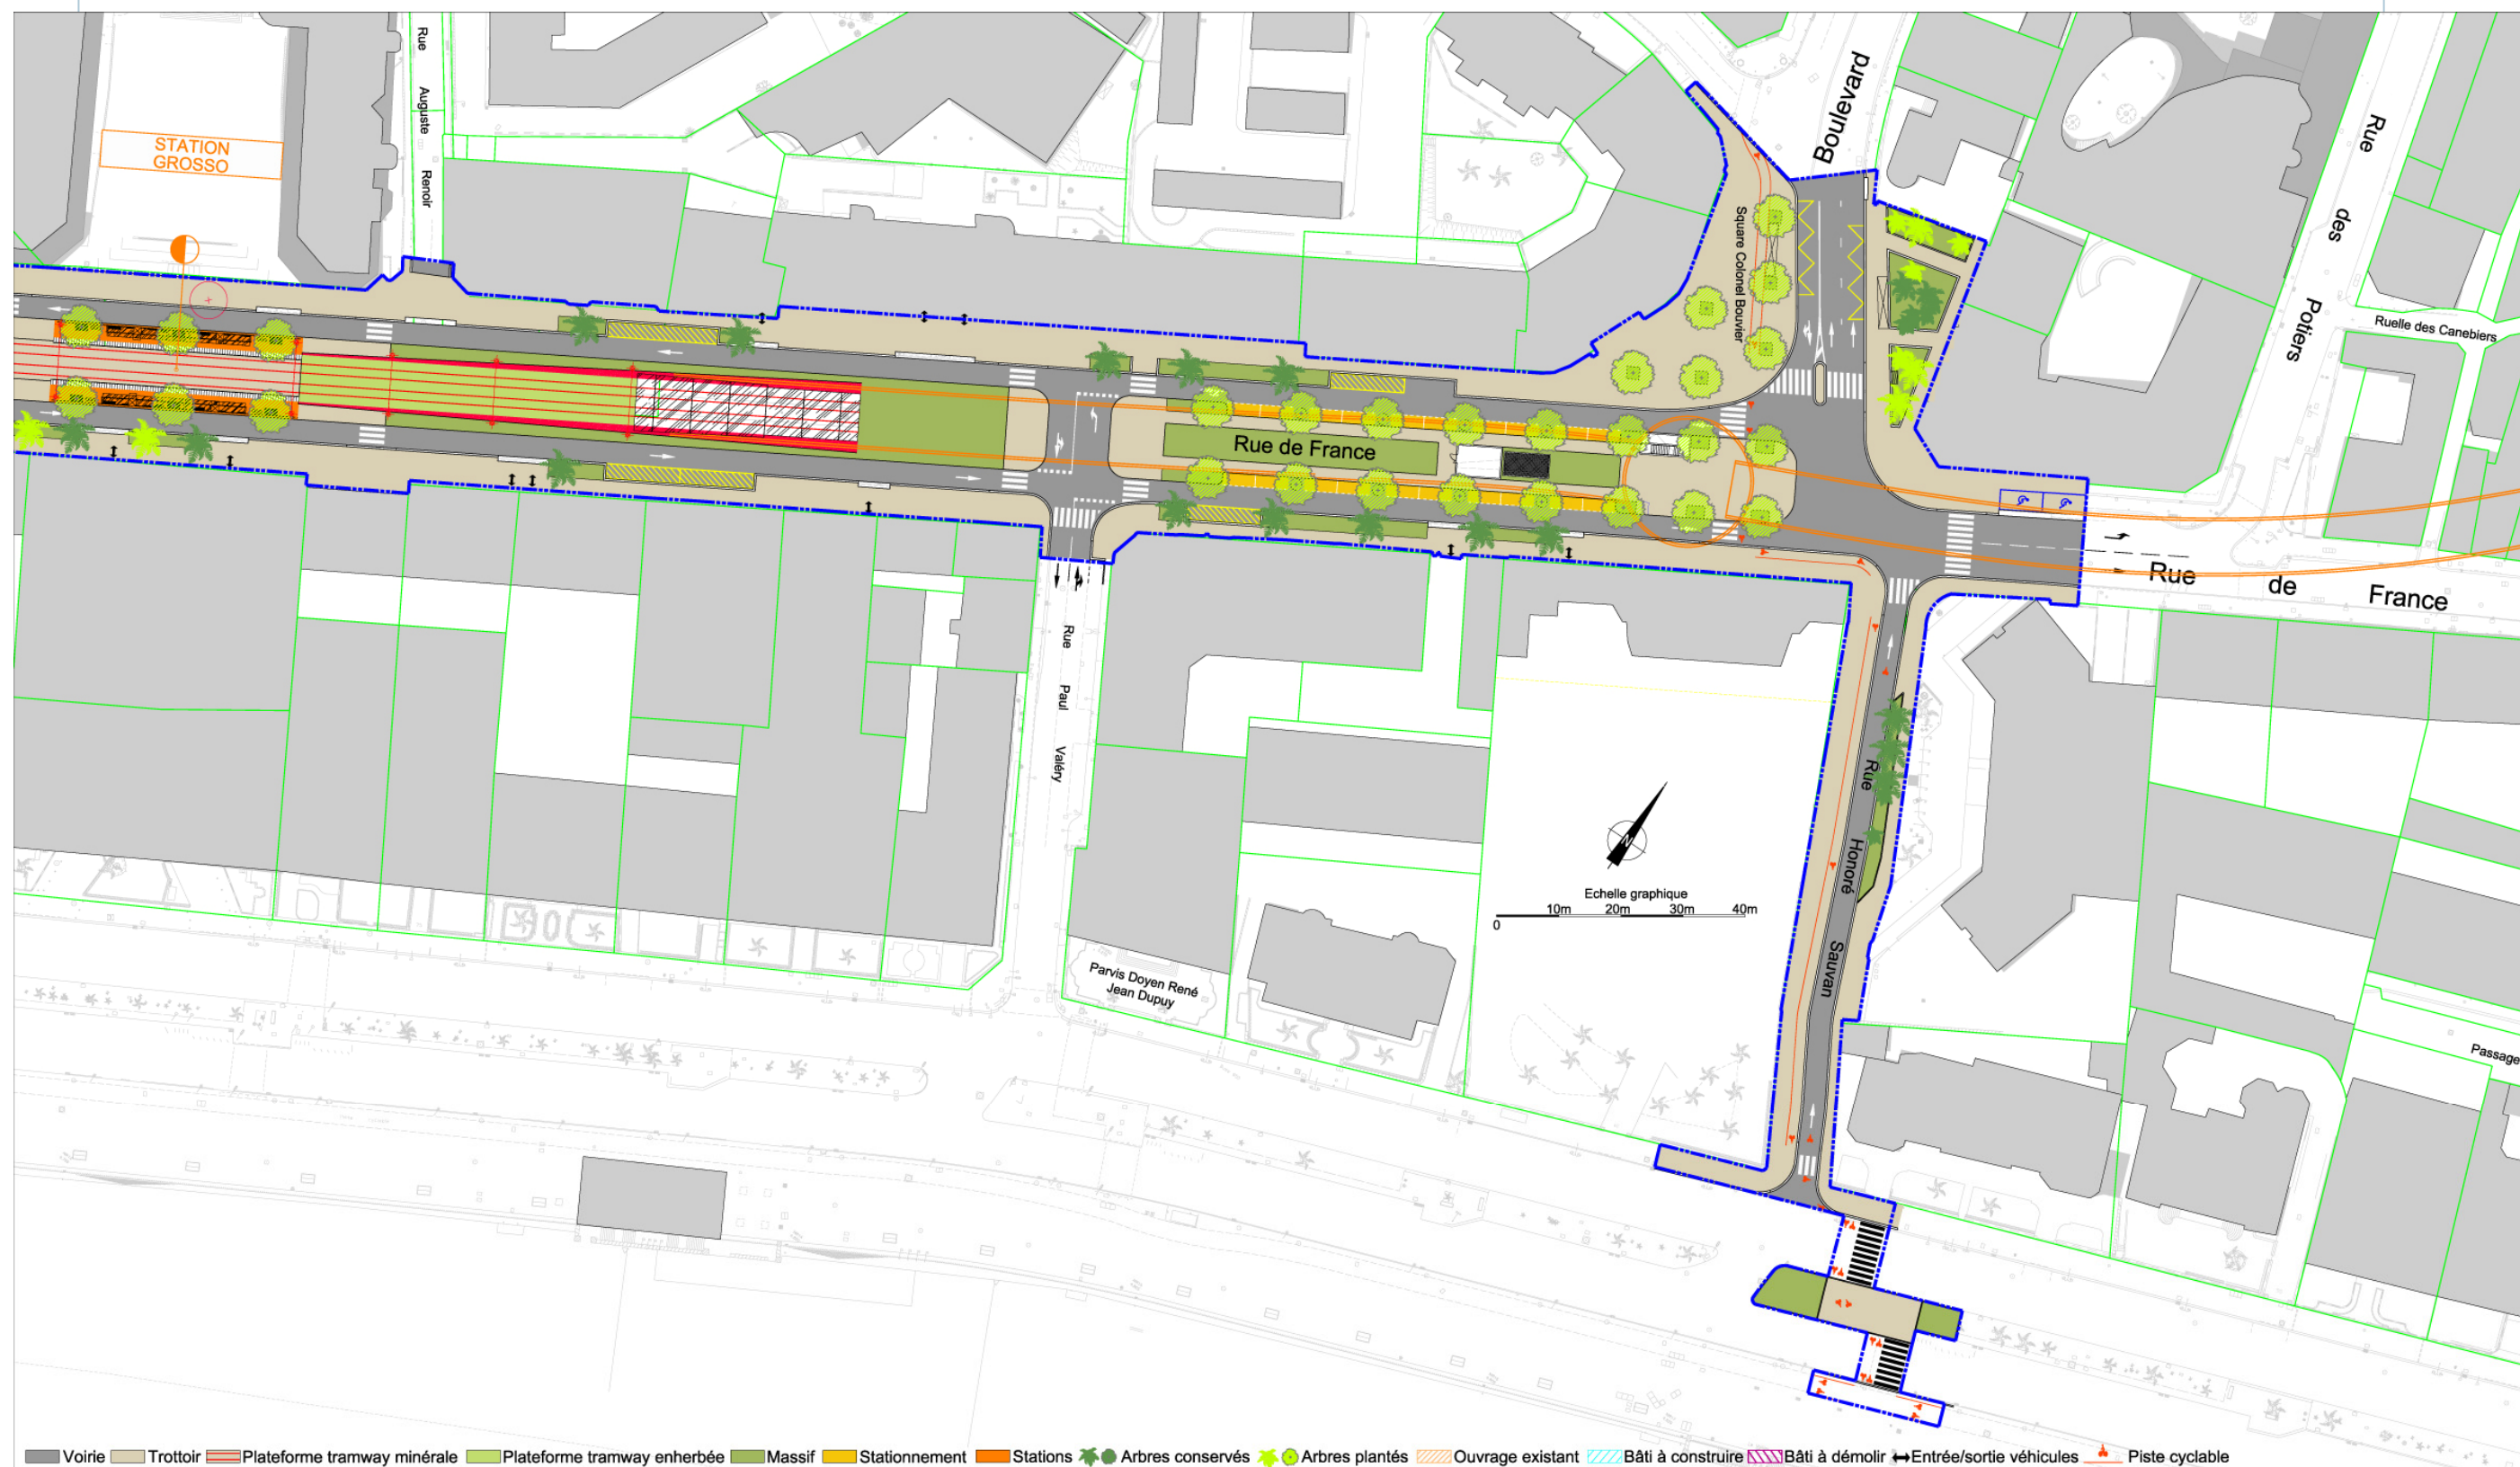 Rue Auguste Renoir
STATION
GROSSO
Boulevard
Rue des Potiers
Square Colonel Bouvier
Ruelle des Canebiers
Rue de France
Rue de France
Rue Paul Valéry
Rue Honoré Sauvan
N
Echelle graphique
0 10m 20m 30m 40m
Parvis Doyen René
Jean Dupuy
Passage
Voirie Trottoir Plateforme tramway minérale Plateforme tramway enherbée Massif Stationnement Stations Arbres conservés Arbres plantés Ouvrage existant Bâti à construire Bâti à démolir Entrée/sortie véhicules Piste cyclable